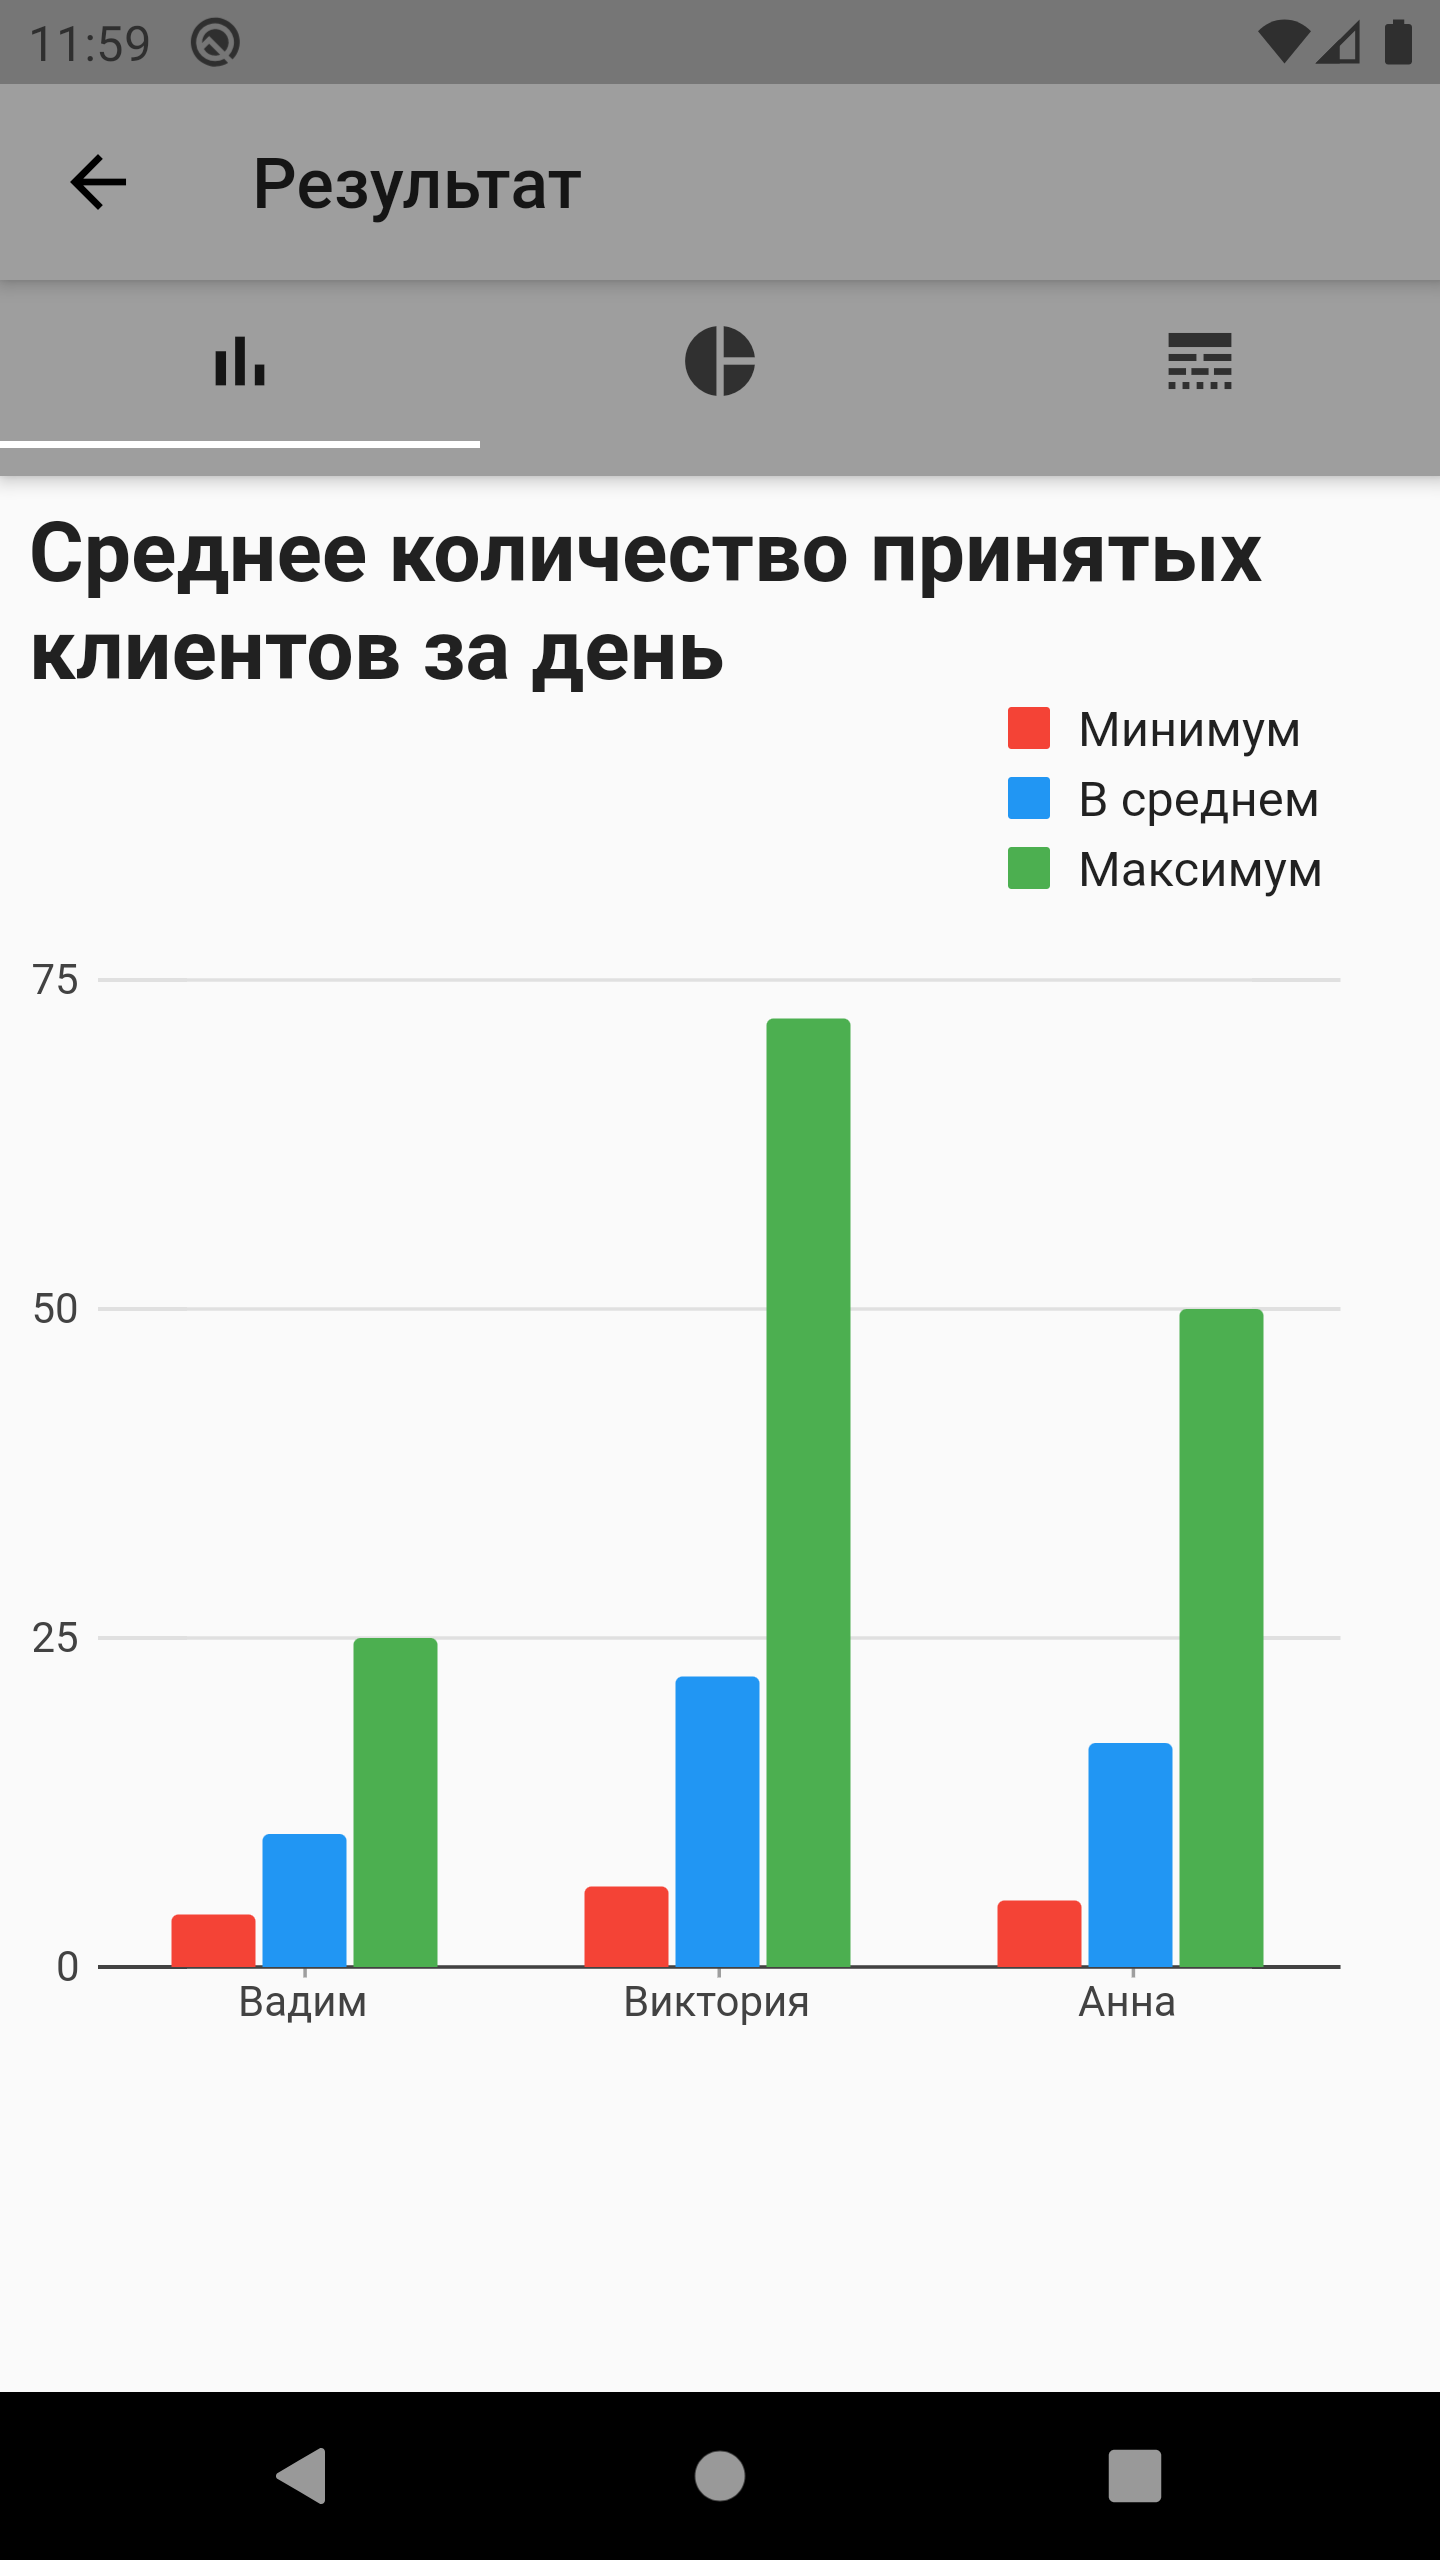 11:59
Результат
Среднее количество принятых
клиентов за день
Минимум
В среднем
Максимум
75
50
25
0
Вадим Виктория Анна